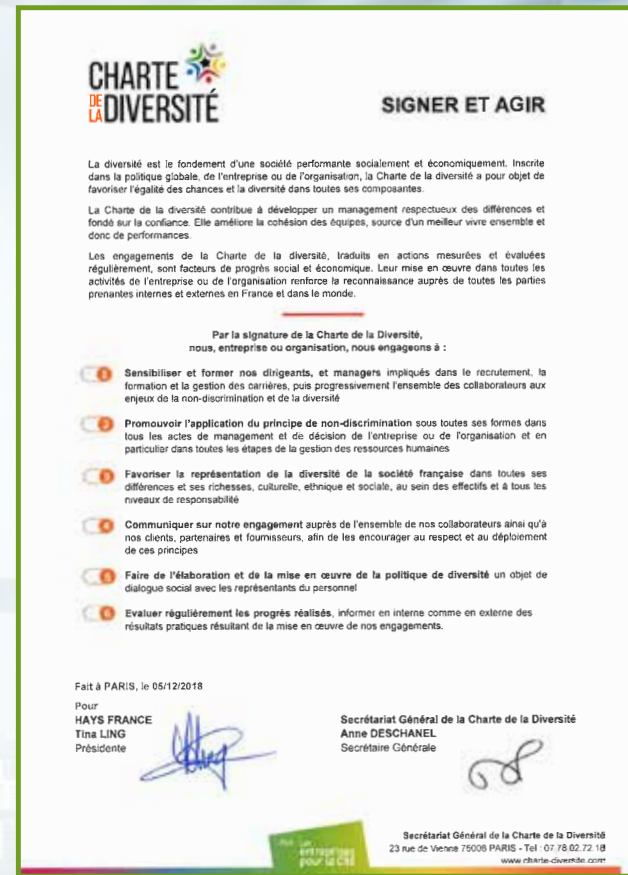 CHARTE
DE LA DIVERSITÉ
SIGNER ET AGIR
La diversité est le fondement d'une société performante socialement et économiquement. Inscrite
dans la politique globale, de l'entreprise ou de l'organisation, la Charte de la diversité a pour objet de
favoriser l'égalité des chances et la diversité dans toutes ses composantes.
La Charte de la diversité contribue à développer un management respectueux des différences et
fondé sur la confiance. Elle améliore la cohésion des équipes, source d'un meilleur vivre ensemble et
donc de performances.
Les engagements de la Charte de la diversité, traduits en actions mesurées et évaluées
régulièrement, sont facteurs de progrès social et économique. Leur mise en œuvre dans toutes les
activités de l'entreprise ou de l'organisation renforce la reconnaissance auprès de toutes les parties
prenantes internes et externes en France et dans le monde.
Par la signature de la Charte de la Diversité,
nous, entreprise ou organisation, nous engageons à :
1 Sensibiliser et former nos dirigeants, et managers impliqués dans le recrutement, la
formation et la gestion des carrières, puis progressivement l'ensemble des collaborateurs aux
enjeux de la non-discrimination et de la diversité
2 Promouvoir l'application du principe de non-discrimination sous toutes ses formes dans
tous les actes de management et de décision de l'entreprise ou de l'organisation et en
particulier dans toutes les étapes de la gestion des ressources humaines
3 Favoriser la représentation de la diversité de la société française dans toutes ses
différences et ses richesses, culturelle, ethnique et sociale, au sein des effectifs et à tous les
niveaux de responsabilité
4 Communiquer sur notre engagement auprès de l'ensemble de nos collaborateurs ainsi qu'à
nos clients, partenaires et fournisseurs, afin de les encourager au respect et au déploiement
de ces principes
5 Faire de l'élaboration et de la mise en œuvre de la politique de diversité un objet de
dialogue social avec les représentants du personnel
6 Evaluer régulièrement les progrès réalisés, informer en interne comme en externe des
résultats pratiques résultant de la mise en œuvre de nos engagements.
Fait à PARIS, le 05/12/2018
Pour
HAYS FRANCE
Tina LING
Présidente
Secrétariat Général de la Charte de la Diversité
Anne DESCHANEL
Secrétaire Générale
Les
entreprises
pour la Cité
Secrétariat Général de la Charte de la Diversité
23 rue de Vienne 75008 PARIS - Tel : 07.78.02.72.18
www.charte-diversite.com